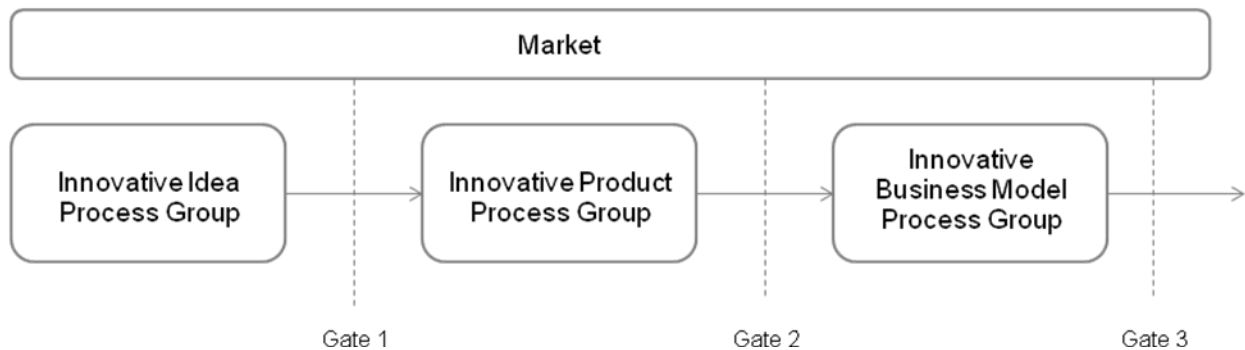 Market
Innovative Idea
Process Group
Innovative Product
Process Group
Innovative
Business Model
Process Group
Gate 1
Gate 2
Gate 3